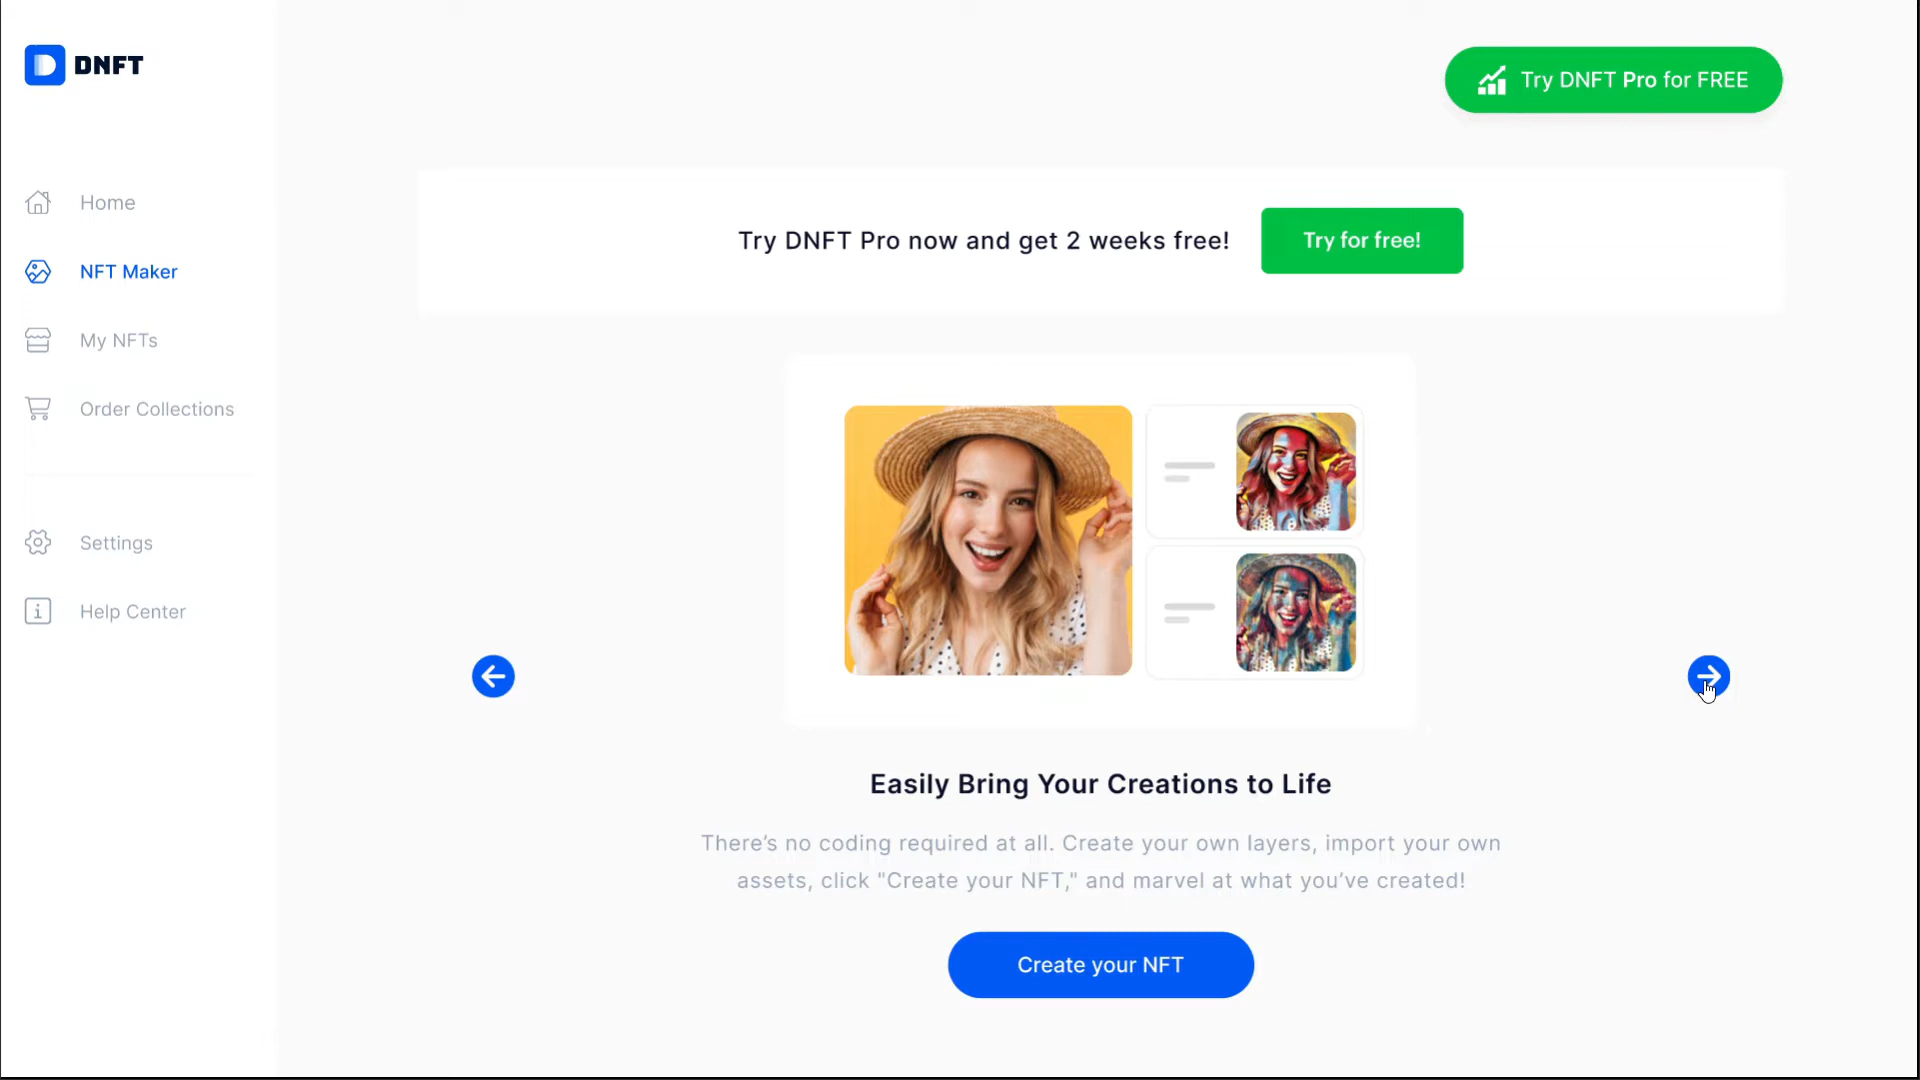 DNFT
Try DNFT Pro for FREE
Home
NFT Maker
My NFTs
Order Collections
Settings
Help Center
Try DNFT Pro now and get 2 weeks free!
Try for free!
Easily Bring Your Creations to Life
There’s no coding required at all. Create your own layers, import your own
assets, click "Create your NFT," and marvel at what you’ve created!
Create your NFT